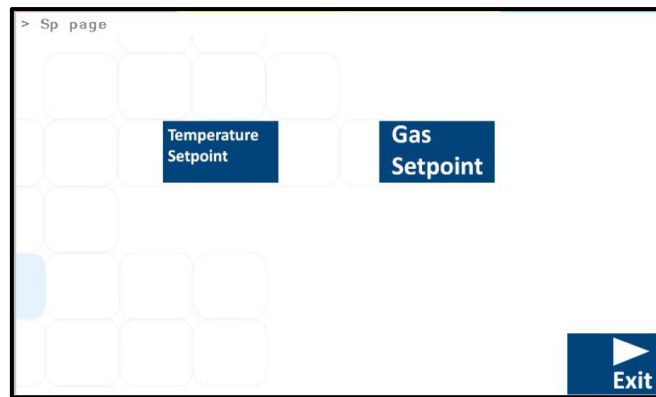 > Sp page
Temperature
Setpoint
Gas
Setpoint
Exit